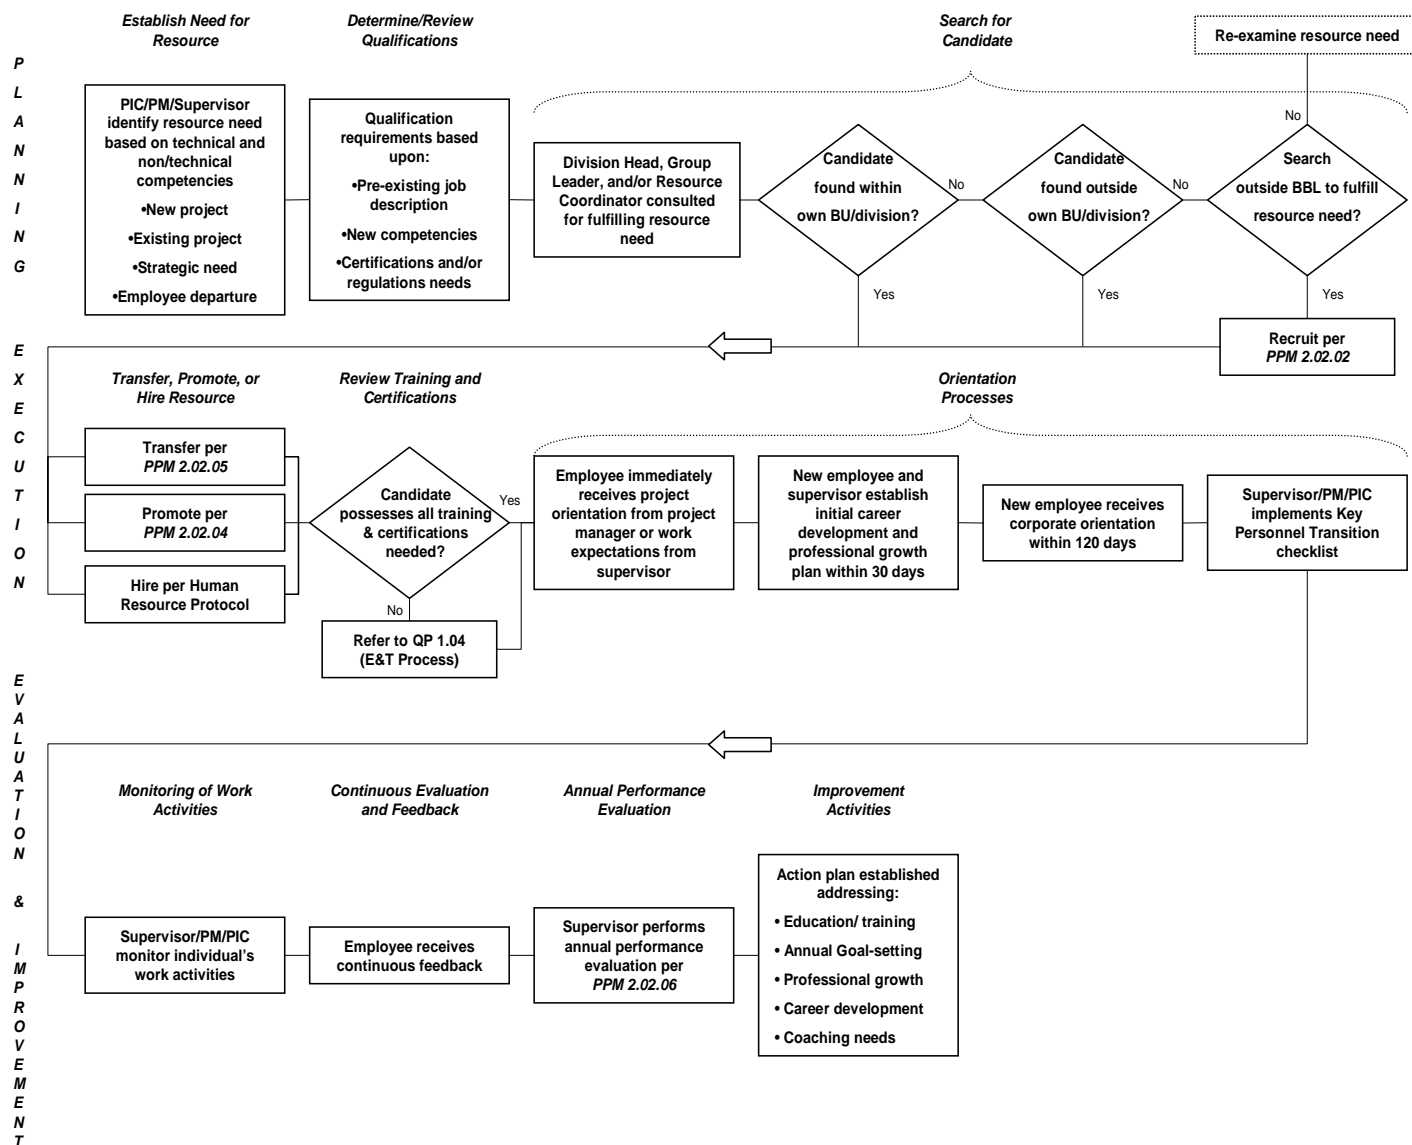 Establish Need for
Resource
Determine/Review
Qualifications
Search for
Candidate
Re-examine resource need
PLANNING
PIC/PM/Supervisor
identify resource need
based on technical and
non/technical
competencies
•New project
•Existing project
•Strategic need
•Employee departure
Qualification
requirements based
upon:
•Pre-existing job
description
•New competencies
•Certifications and/or
regulations needs
Division Head, Group
Leader, and/or Resource
Coordinator consulted
for fulfilling resource
need
Candidate
found within
own BU/division?
No
Yes
Candidate
found outside
own BU/division?
No
Yes
No
Search
outside BBL to fulfill
resource need?
Yes
Recruit per
PPM 2.02.02
EXECUTION
Transfer, Promote, or
Hire Resource
Review Training and
Certifications
Orientation
Processes
Transfer per
PPM 2.02.05
Promote per
PPM 2.02.04
Hire per Human
Resource Protocol
Candidate
possesses all training
& certifications
needed?
Yes
No
Refer to QP 1.04
(E&T Process)
Employee immediately
receives project
orientation from project
manager or work
expectations from
supervisor
New employee and
supervisor establish
initial career
development and
professional growth
plan within 30 days
New employee receives
corporate orientation
within 120 days
Supervisor/PM/PIC
implements Key
Personnel Transition
checklist
EVALUATION & IMPROVEMENT
Monitoring of Work
Activities
Continuous Evaluation
and Feedback
Annual Performance
Evaluation
Improvement
Activities
Supervisor/PM/PIC
monitor individual's
work activities
Employee receives
continuous feedback
Supervisor performs
annual performance
evaluation per
PPM 2.02.06
Action plan established
addressing:
• Education/ training
• Annual Goal-setting
• Professional growth
• Career development
• Coaching needs